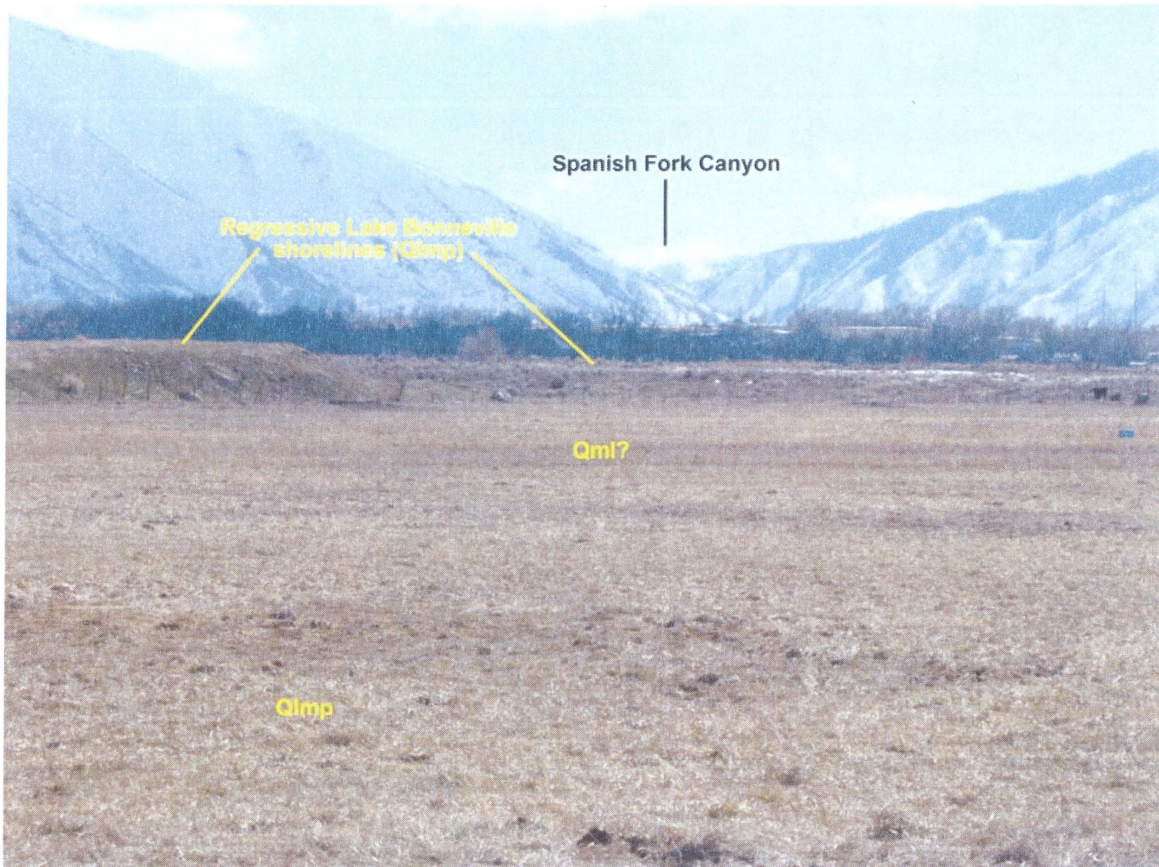 Spanish Fork Canyon
Regressive Lake Bonneville
shorelines (Qlmp)
Qml?
Qlmp